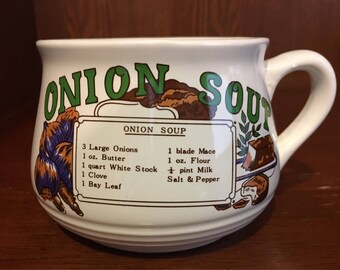 ONION SOUP
ONION SOUP
3 Large Onions
1 oz. Butter
1 quart White Stock
1 Clove
1 Bay Leaf
1 blade Mace
1 oz. Flour
½ pint Milk
Salt & Pepper